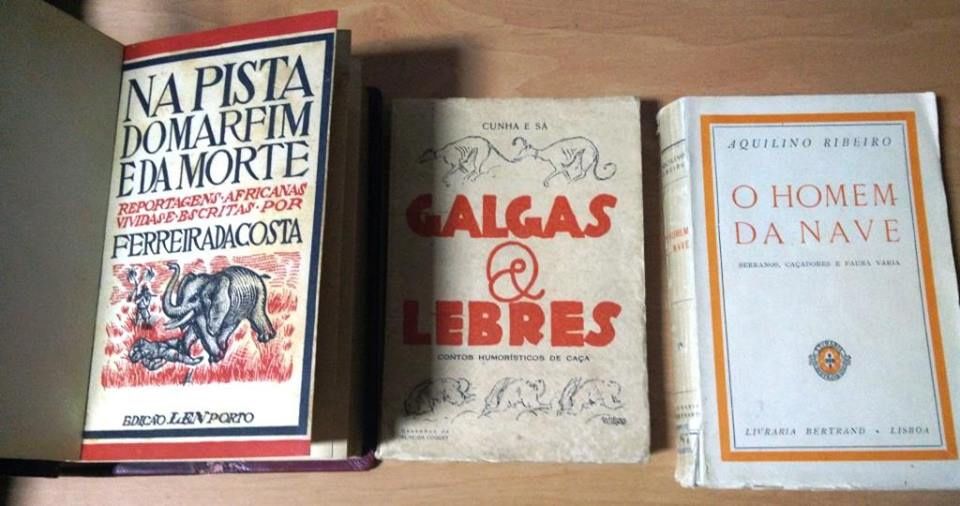 NA PISTA
DO MARFIM
E DA MORTE
REPORTAGENS·AFRICANAS
VIVIDAS·E·ESCRITAS·POR
FERREIRA DA COSTA
EDIÇÃO LEN PORTO
CUNHA E SÁ
GALGAS
&
LEBRES
CONTOS HUMORÍSTICOS DE CAÇA
AQUILINO RIBEIRO
O HOMEM
DA NAVE
SERRANOS, CAÇADORES E FAUNA VÁRIA
LIVRARIA BERTRAND · LISBOA